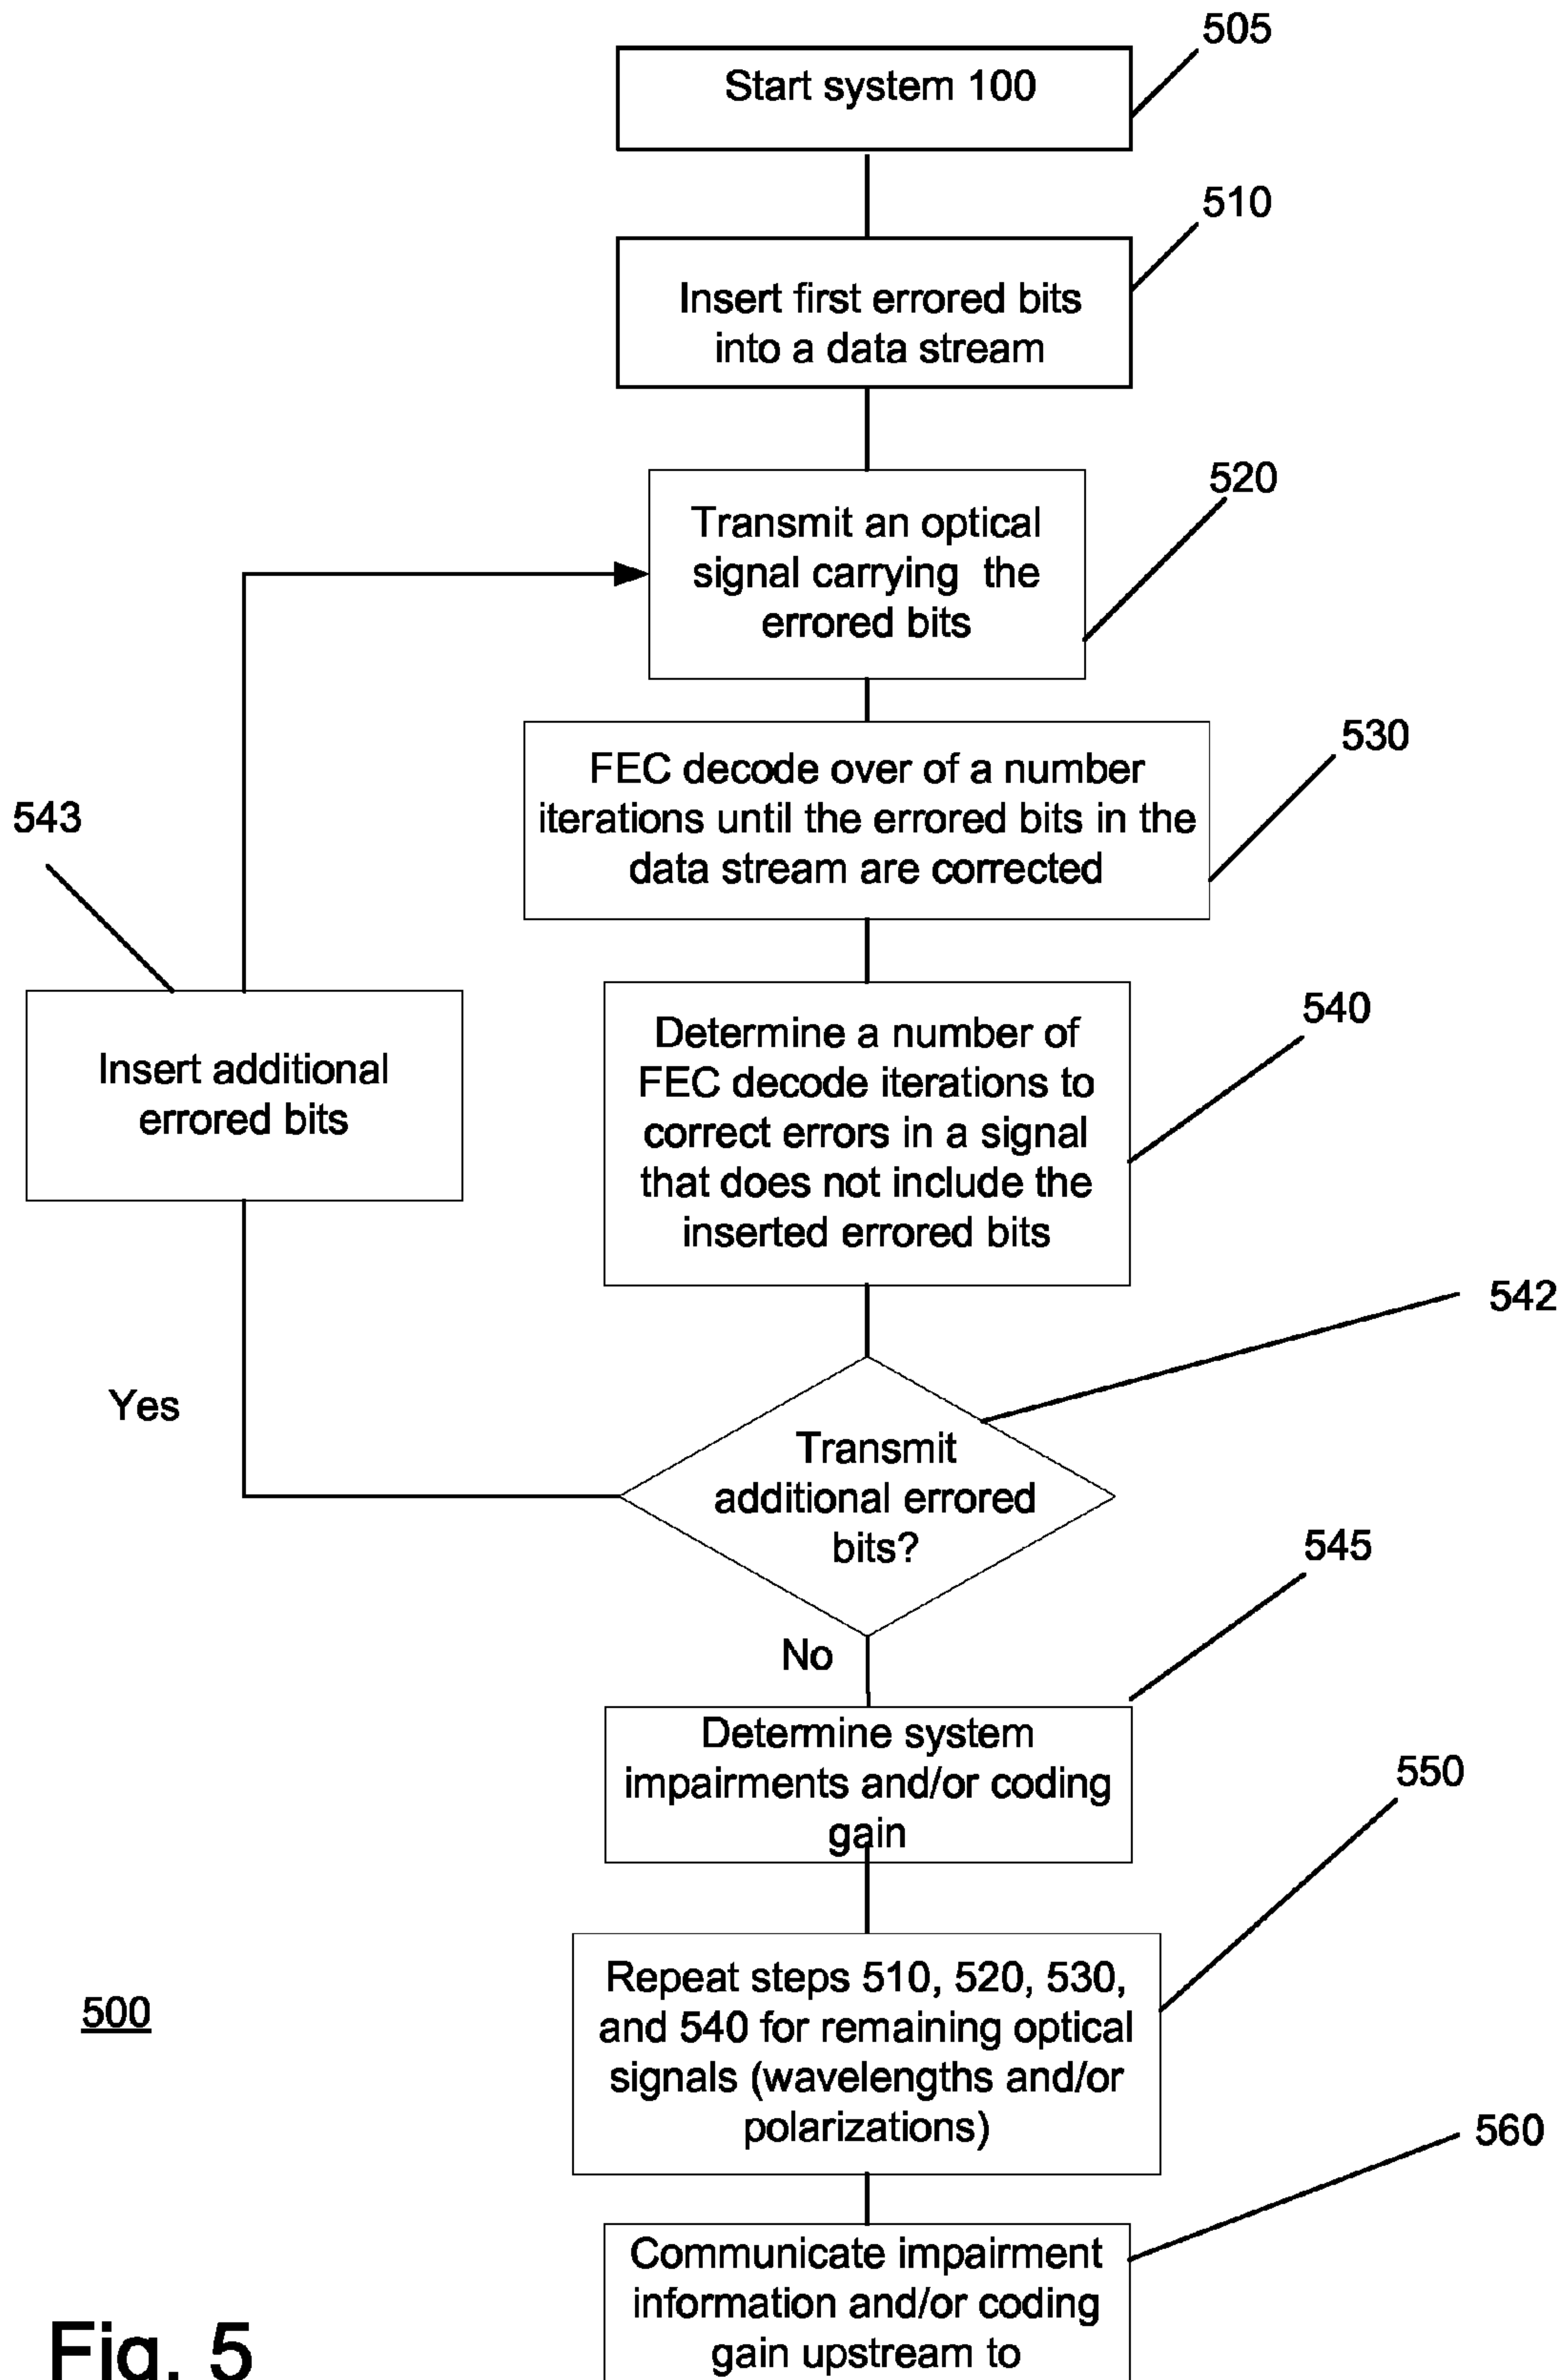 505
Start system 100
510
Insert first errored bits
into a data stream
520
Transmit an optical
signal carrying the
errored bits
530
FEC decode over of a number
iterations until the errored bits in the
data stream are corrected
543
Insert additional
errored bits
540
Determine a number of
FEC decode iterations to
correct errors in a signal
that does not include the
inserted errored bits
542
Yes
Transmit
additional errored
bits?
545
No
Determine system
impairments and/or coding
gain
550
Repeat steps 510, 520, 530,
and 540 for remaining optical
signals (wavelengths and/or
polarizations)
500
560
Communicate impairment
information and/or coding
gain upstream to
Fig. 5